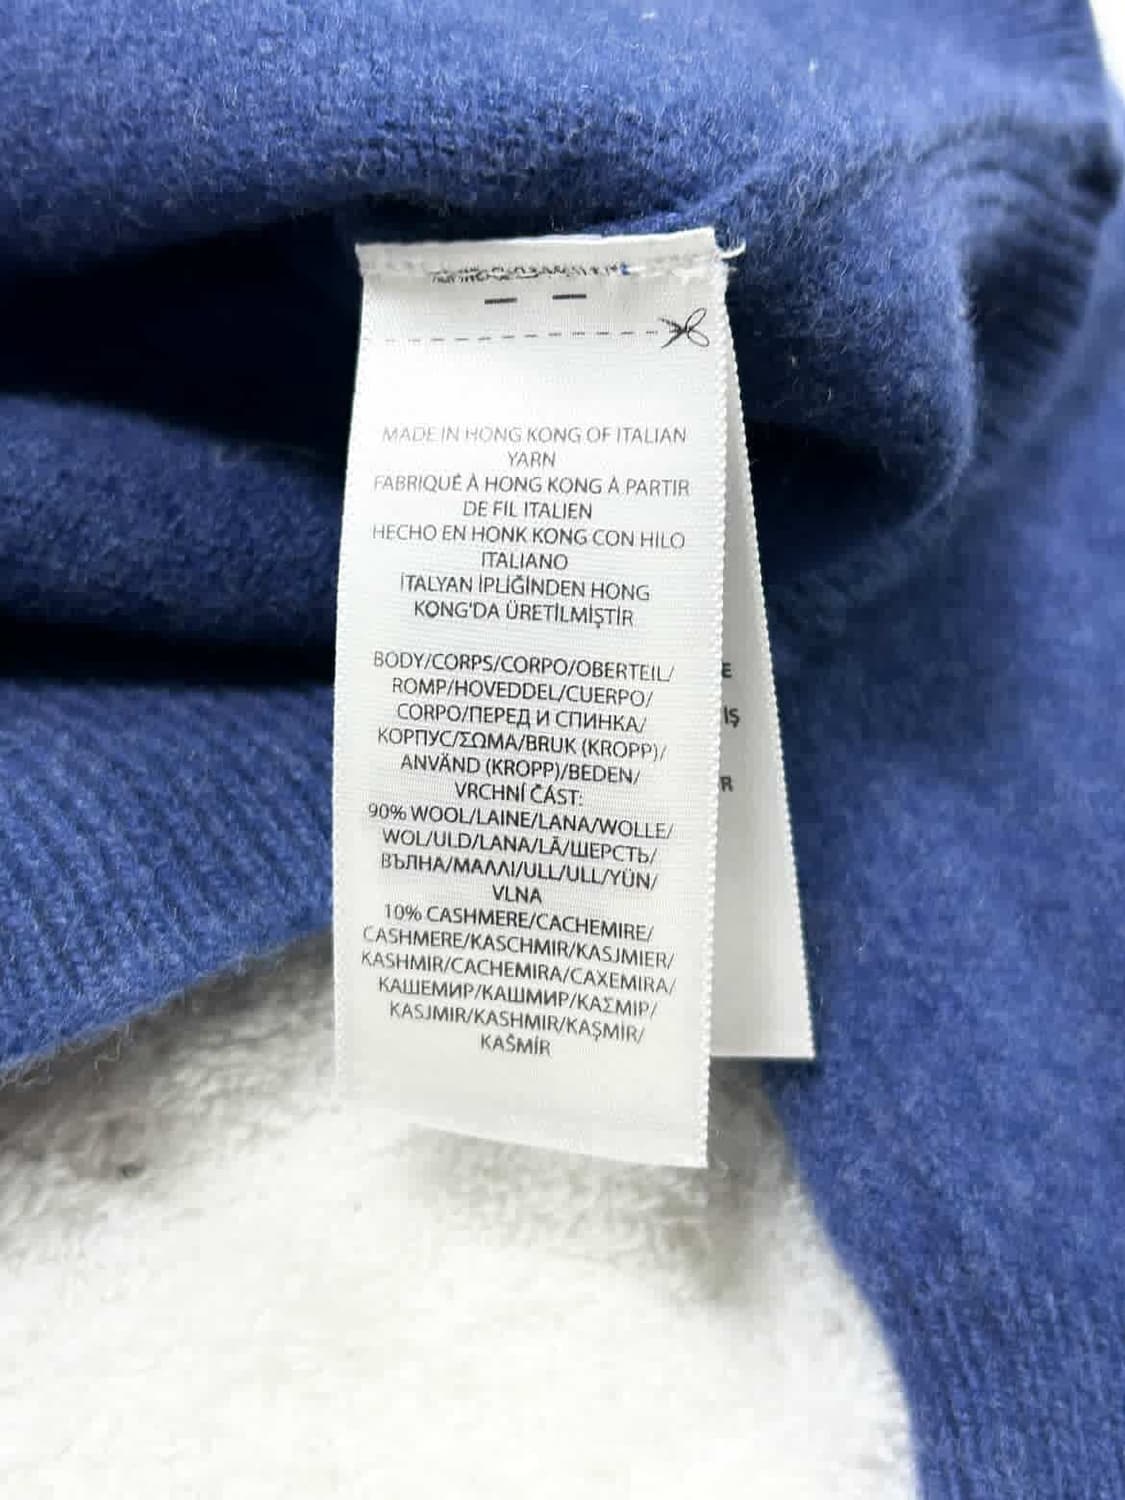 MADE IN HONG KONG OF ITALIAN
YARN
FABRIQUÉ À HONG KONG À PARTIR
DE FIL ITALIEN
HECHO EN HONK KONG CON HILO
ITALIANO
İTALYAN İPLİĞİNDEN HONG
KONG'DA ÜRETİLMİŞTİR
BODY/CORPS/CORPO/OBERTEIL/
ROMP/HOVEDDEL/CUERPO/
CORPO/ПЕРЕД И СПИНКА/
КОРПУС/ΣΩΜΑ/BRUK (KROPP)/
ANVÄND (KROPP)/BEDEN/
VRCHNÍ ČÁST:
90% WOOL/LAINE/LANA/WOLLE/
WOL/ULD/LANA/LÃ/ШЕРСТЬ/
ВЪЛНА/ΜΑΛΛΙ/ULL/ULL/YÜN/
VLNA
10% CASHMERE/CACHEMIRE/
CASHMERE/KASCHMIR/KASJMIER/
KASHMIR/CACHEMIRA/CAXEMIRA/
КАШЕМИР/КАШМИР/ΚΑΣΜΙΡ/
KASJMIR/KASHMIR/KAŞMİR/
KAŠMÍR
E
IŞ
R